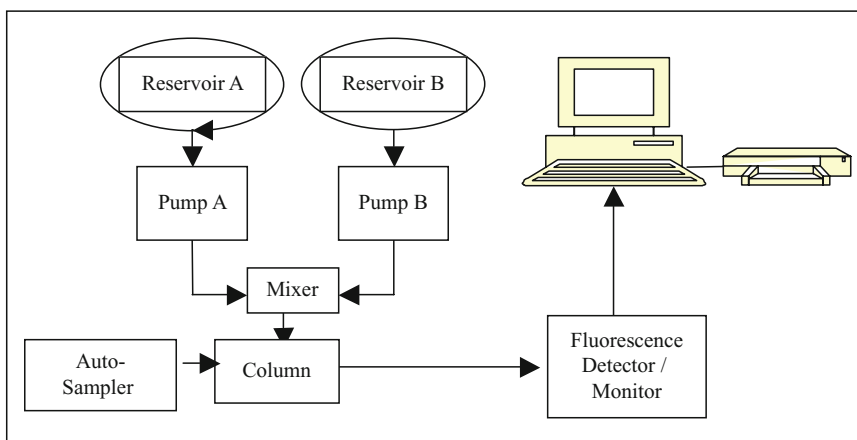 Reservoir A
Reservoir B
Pump A
Pump B
Mixer
Auto-
Sampler
Column
Fluorescence
Detector /
Monitor